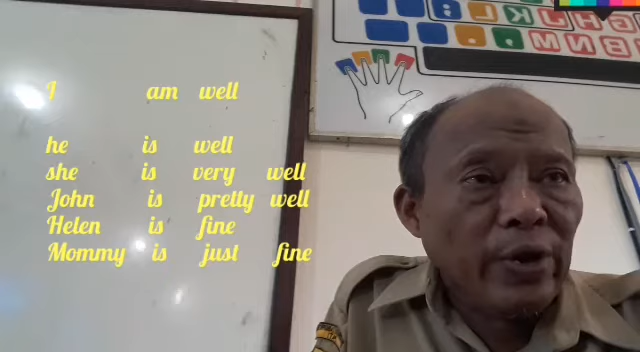 I am well
he is well
she is very well
John is pretty well
Helen is fine
Mommy is just fine